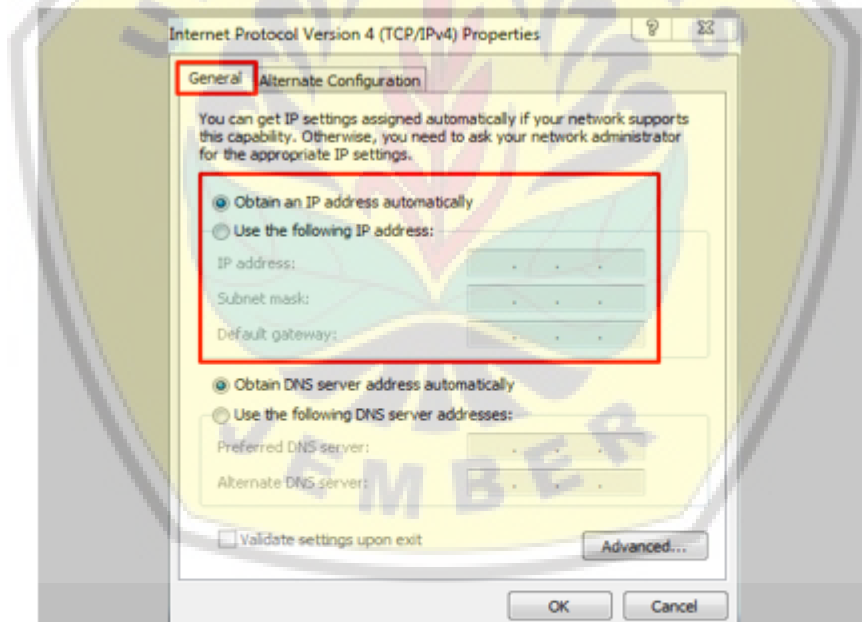 Internet Protocol Version 4 (TCP/IPv4) Properties
General Alternate Configuration
You can get IP settings assigned automatically if your network supports
this capability. Otherwise, you need to ask your network administrator
for the appropriate IP settings.
Obtain an IP address automatically
Use the following IP address:
IP address:
Subnet mask:
Default gateway:
Obtain DNS server address automatically
Use the following DNS server addresses:
Preferred DNS server:
Alternate DNS server:
Validate settings upon exit
Advanced...
OK Cancel
JEMBER